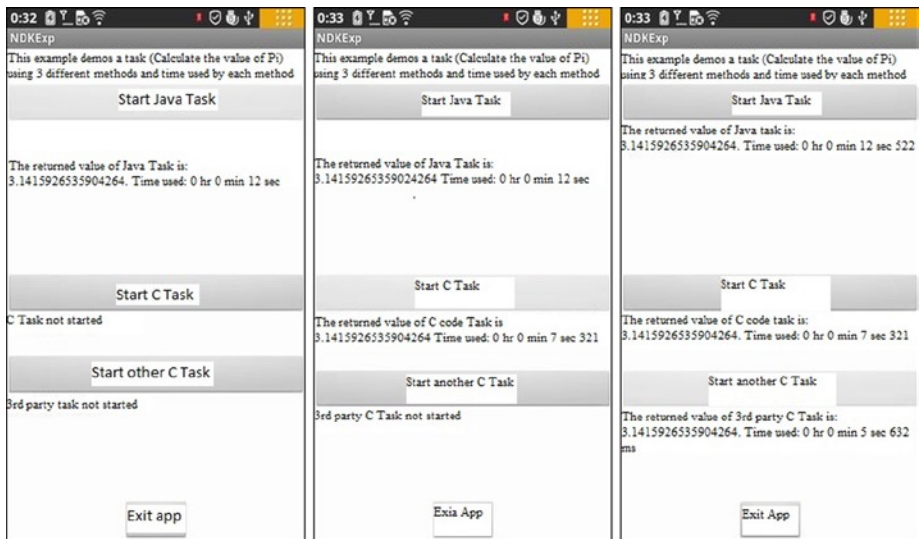 0:32
NDKExp
This example demos a task (Calculate the value of Pi)
using 3 different methods and time used by each method
Start Java Task
The returned value of Java Task is:
3.1415926535904264. Time used: 0 hr 0 min 12 sec
Start C Task
C Task not started
Start other C Task
3rd party task not started
Exit app
0:33
NDKExp
This example demos a task (Calculate the value of Pi)
using 3 different methods and time used by each method
Start Java Task
The returned value of Java Task is:
3.14159265359024264 Time used: 0 hr 0 min 12 sec
Start C Task
The returned value of C code Task is
3.1415926535904264 Time used: 0 hr 0 min 7 sec 321
Start another C Task
3rd party C Task not started
Exia App
0:33
NDKExp
This example demos a task (Calculate the value of Pi)
using 3 different methods and time used by each method
Start Java Task
The returned value of Java task is:
3.1415926535904264. Time used: 0 hr 0 min 12 sec 522
Start C Task
The returned value of C code task is:
3.1415926535904264. Time used: 0 hr 0 min 7 sec 321
Start another C Task
The returned value of 3rd party C Task is:
3.1415926535904264. Time used: 0 hr 0 min 5 sec 632
ms
Exit App